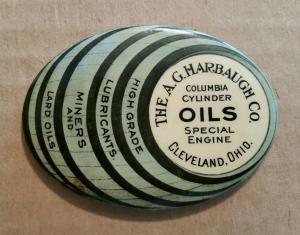 THE A.G. HARBAUGH CO.
COLUMBIA
CYLINDER
OILS
SPECIAL
ENGINE
CLEVELAND, OHIO.
HIGH GRADE
LUBRICANTS.
MINERS
AND
LARD OILS